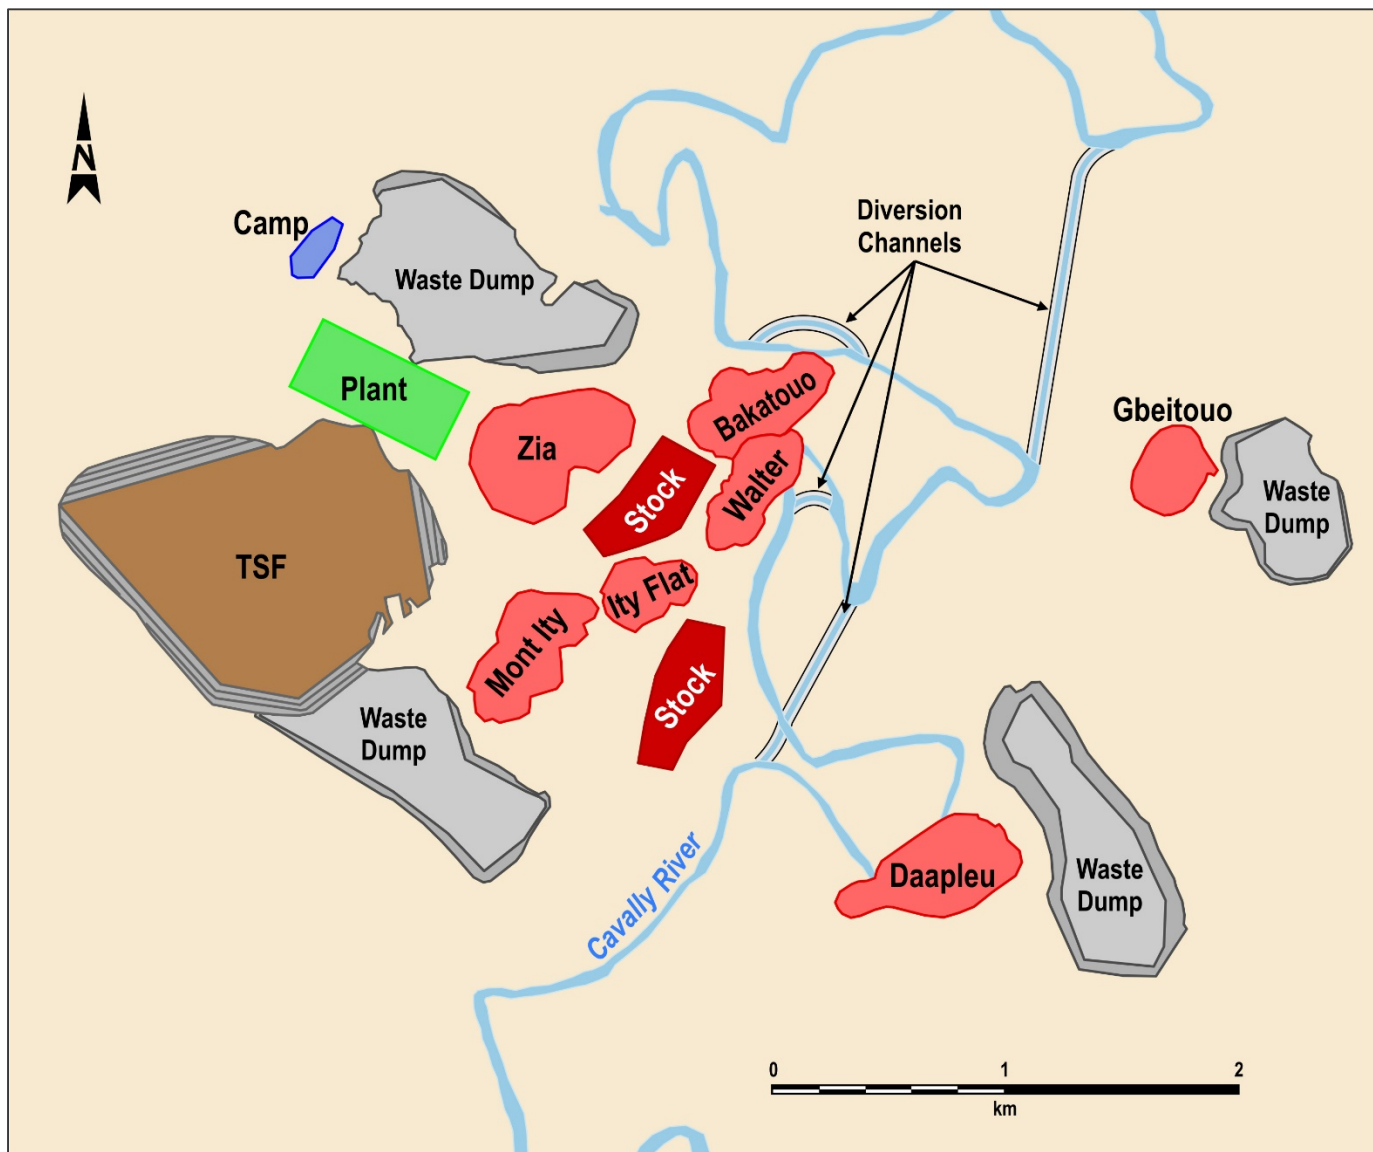 N
Camp
Waste Dump
Diversion
Channels
Plant
Zia
Bakatouo
Gbeitouo
Stock
Walter
Waste
Dump
TSF
Ity Flat
Mont Ity
Stock
Waste
Dump
Daapleu
Waste
Dump
Cavally River
0 1 2
km